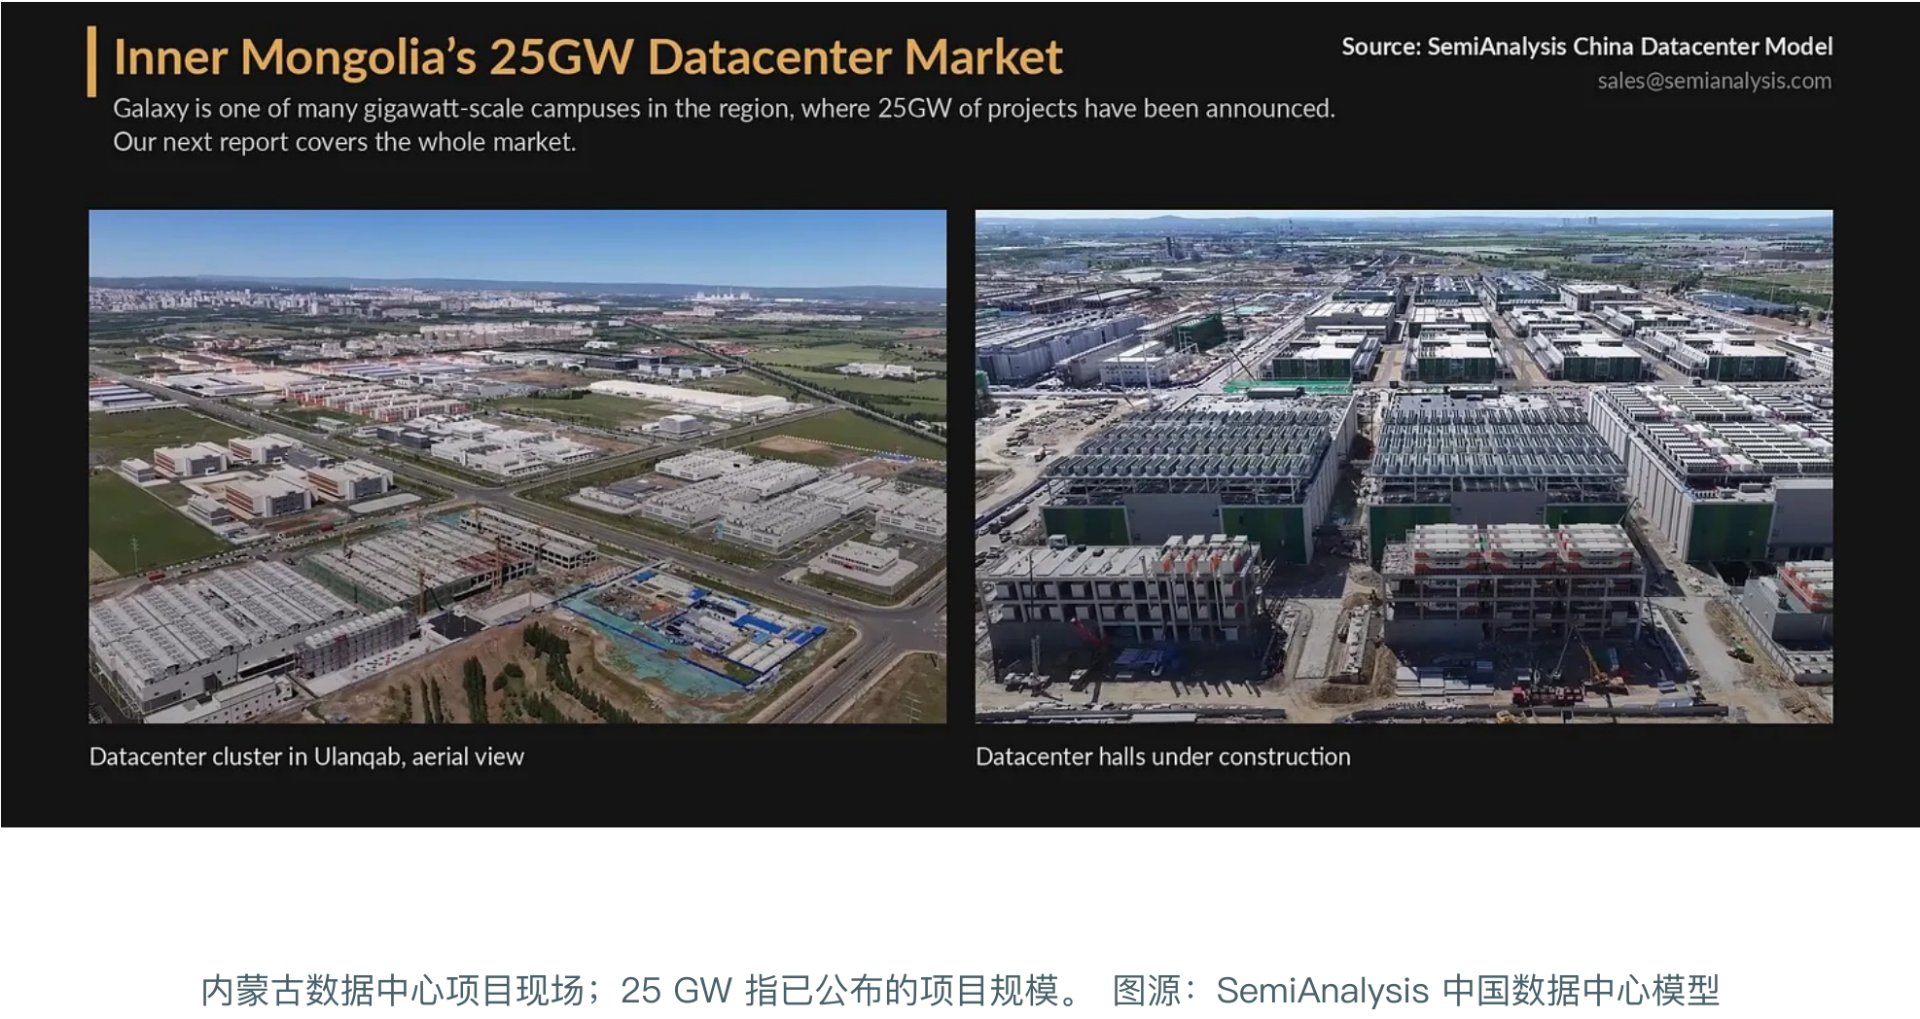 Inner Mongolia’s 25GW Datacenter Market
Source: SemiAnalysis China Datacenter Model
sales@semianalysis.com
Galaxy is one of many gigawatt-scale campuses in the region, where 25GW of projects have been announced.
Our next report covers the whole market.
Datacenter cluster in Ulanqab, aerial view
Datacenter halls under construction
内蒙古数据中心项目现场；25 GW 指已公布的项目规模。 图源：SemiAnalysis 中国数据中心模型